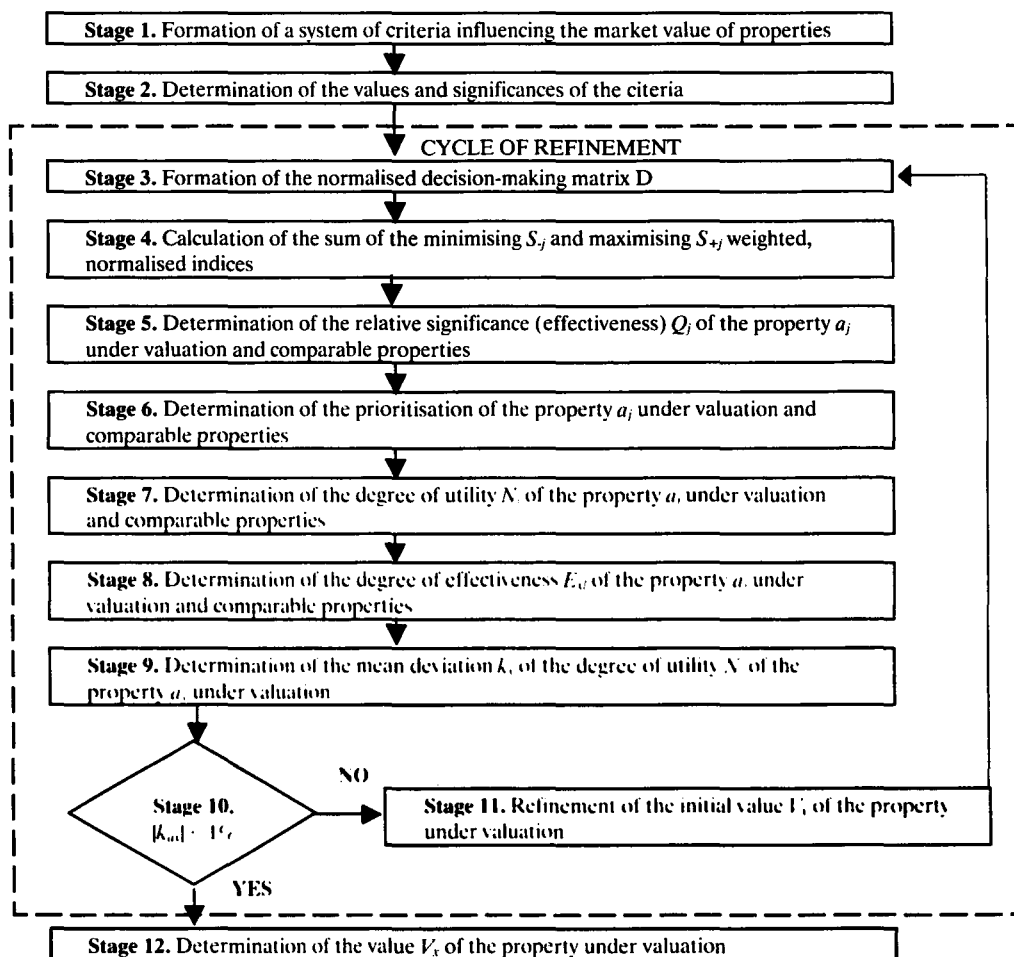 Stage 1. Formation of a system of criteria influencing the market value of properties
Stage 2. Determination of the values and significances of the citeria
CYCLE OF REFINEMENT
Stage 3. Formation of the normalised decision-making matrix D
Stage 4. Calculation of the sum of the minimising S-j and maximising S+j weighted,
normalised indices
Stage 5. Determination of the relative significance (effectiveness) Qj of the property aj
under valuation and comparable properties
Stage 6. Determination of the prioritisation of the property aj under valuation and
comparable properties
Stage 7. Determination of the degree of utility N of the property a under valuation
and comparable properties
Stage 8. Determination of the degree of effectiveness of the property a under
valuation and comparable properties
Stage 9. Determination of the mean deviation k of the degree of utility N of the
property a under valuation
NO
Stage 10.
Stage 11. Refinement of the initial value of the property
under valuation
YES
Stage 12. Determination of the value Vx of the property under valuation